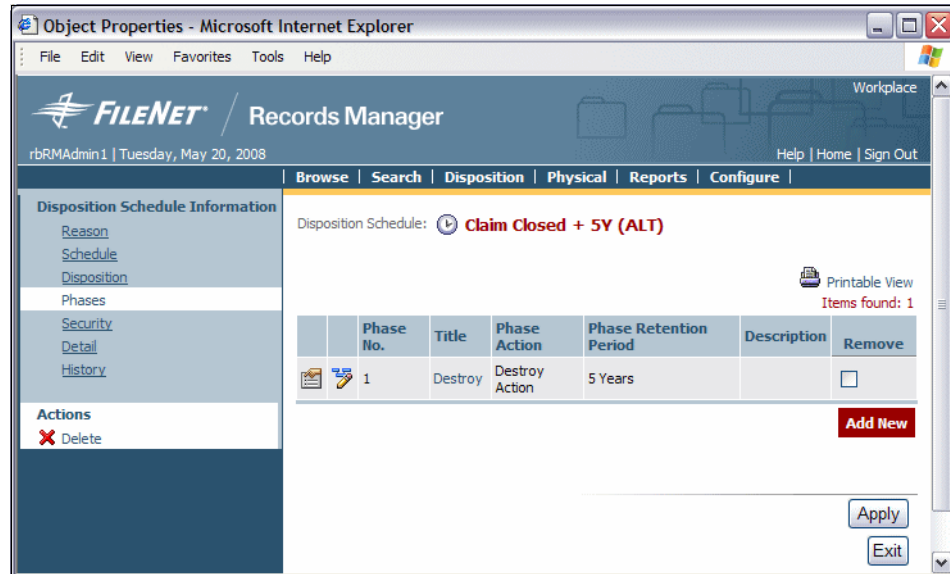 Object Properties - Microsoft Internet Explorer
File Edit View Favorites Tools Help
Workplace
FILENET Records Manager
rbRMAdmin1 | Tuesday, May 20, 2008
Help | Home | Sign Out
| Browse | Search | Disposition | Physical | Reports | Configure |
Disposition Schedule Information
Reason
Schedule
Disposition
Phases
Security
Detail
History
Actions
Delete
Disposition Schedule: Claim Closed + 5Y (ALT)
Printable View
Items found: 1
Phase No. Title Phase Action Phase Retention Period Description Remove
1 Destroy Destroy Action 5 Years
Add New
Apply
Exit